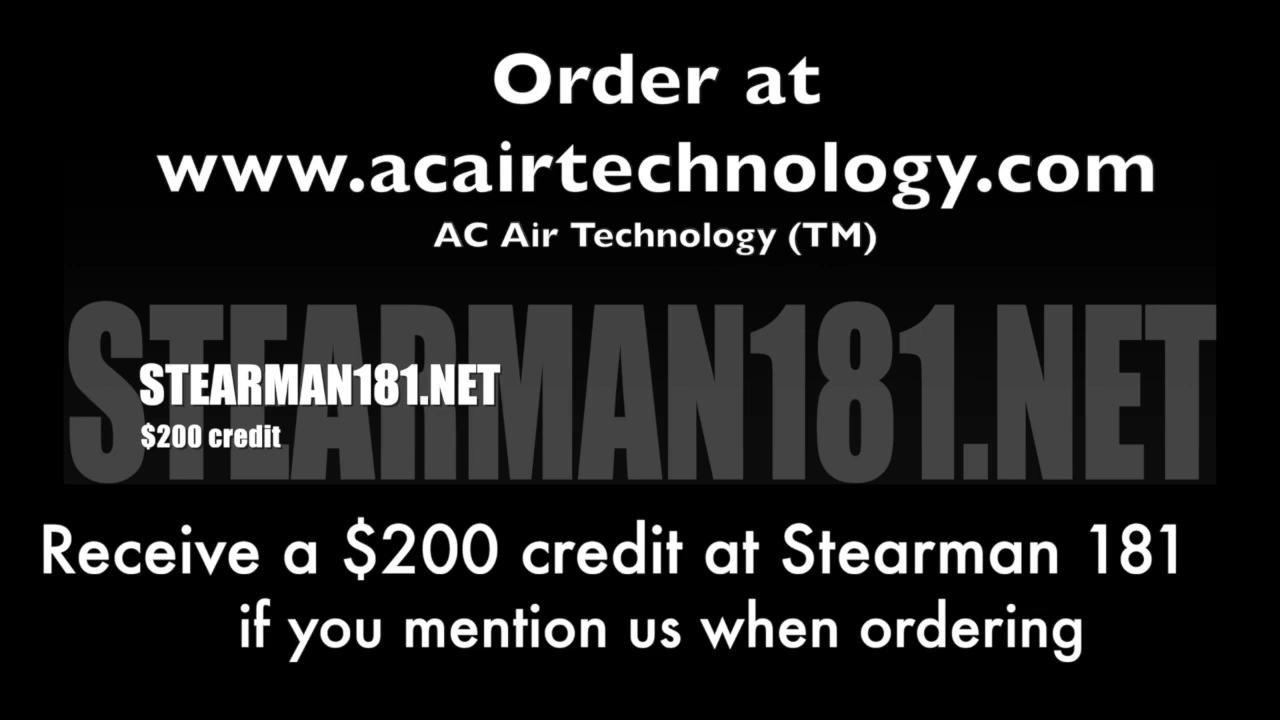 Order at
www.acairtechnology.com
AC Air Technology (TM)
STEARMAN181.NET
STEARMAN181.NET
$200 credit
Receive a $200 credit at Stearman 181
if you mention us when ordering